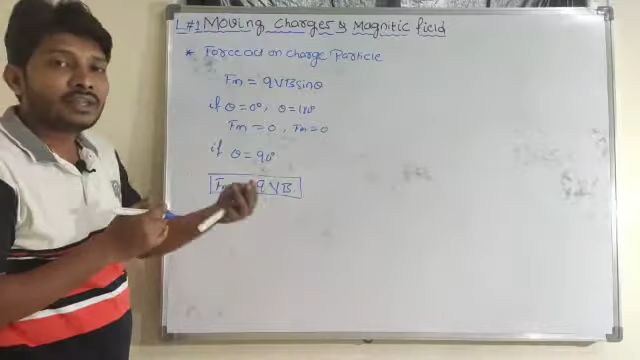 L#1 Moving Charges & Magnitic field
* Force act on charge Particle
Fm = qVBsinθ
if θ = 0°, θ = 180°
Fm = 0, Fm = 0
if θ = 90°
Fm = qVB